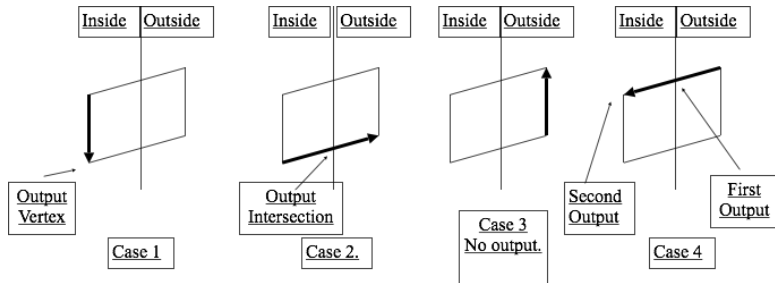 Inside Outside
Inside Outside
Inside Outside
Inside Outside
Output
Vertex
Case 1
Output
Intersection
Case 2.
Case 3
No output.
Second
Output
First
Output
Case 4